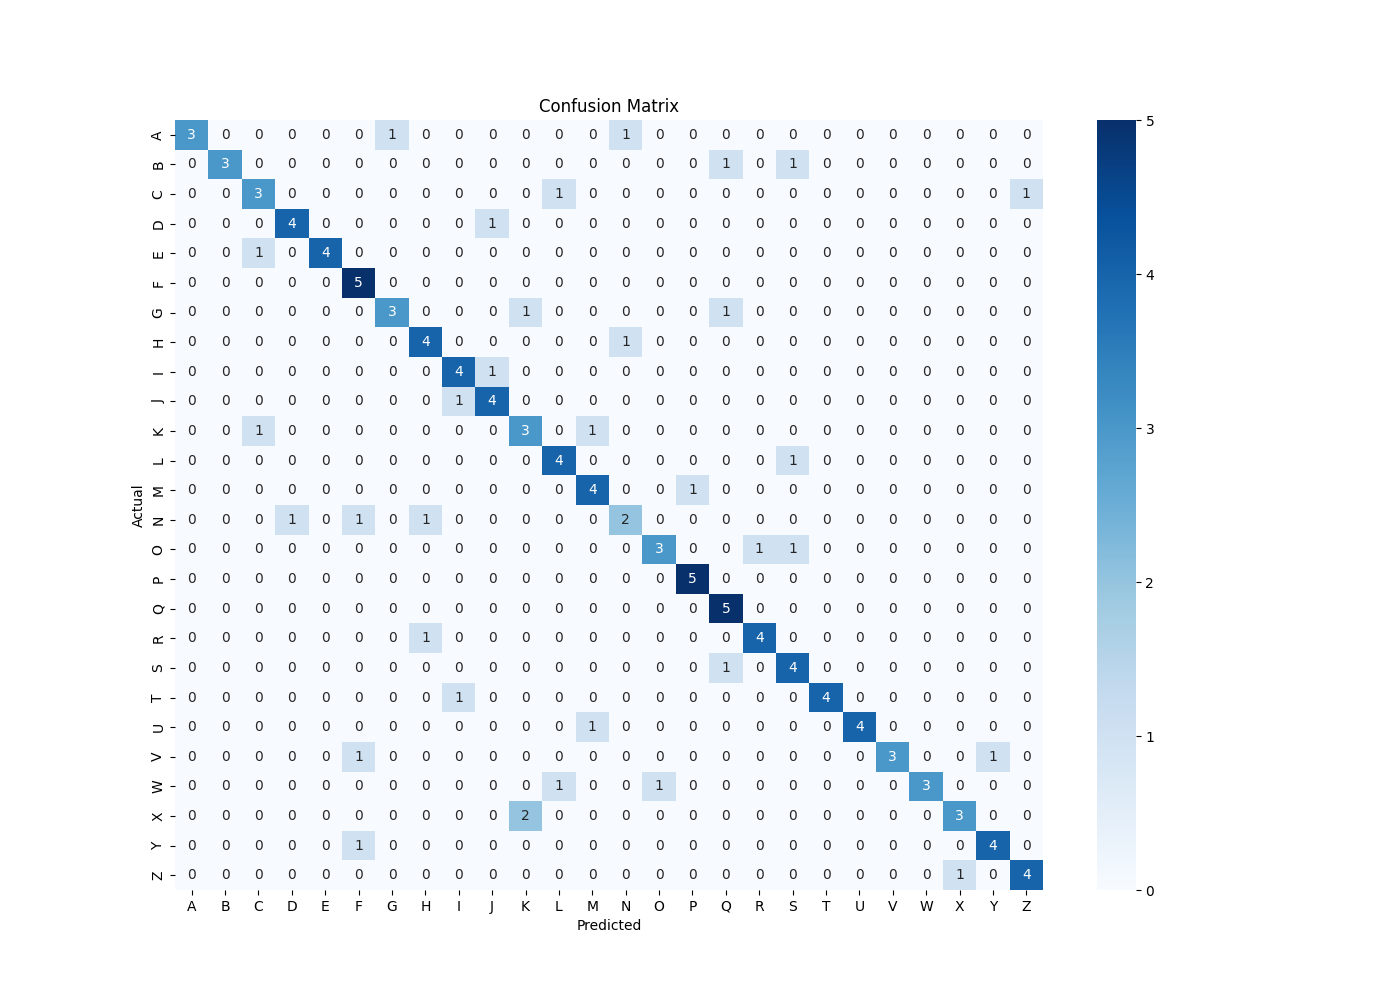 Confusion Matrix
A 3 0 0 0 0 0 1 0 0 0 0 0 0 1 0 0 0 0 0 0 0 0 0 0 0 0 5
B 0 3 0 0 0 0 0 0 0 0 0 0 0 0 0 0 1 0 1 0 0 0 0 0 0 0
C 0 0 3 0 0 0 0 0 0 0 0 1 0 0 0 0 0 0 0 0 0 0 0 0 0 1
D 0 0 0 4 0 0 0 0 0 1 0 0 0 0 0 0 0 0 0 0 0 0 0 0 0 0
E 0 0 1 0 4 0 0 0 0 0 0 0 0 0 0 0 0 0 0 0 0 0 0 0 0 0
F 0 0 0 0 0 5 0 0 0 0 0 0 0 0 0 0 0 0 0 0 0 0 0 0 0 0 4
G 0 0 0 0 0 0 3 0 0 0 1 0 0 0 0 0 1 0 0 0 0 0 0 0 0 0
H 0 0 0 0 0 0 0 4 0 0 0 0 0 1 0 0 0 0 0 0 0 0 0 0 0 0
I 0 0 0 0 0 0 0 0 4 1 0 0 0 0 0 0 0 0 0 0 0 0 0 0 0 0
J 0 0 0 0 0 0 0 0 1 4 0 0 0 0 0 0 0 0 0 0 0 0 0 0 0 0
K 0 0 1 0 0 0 0 0 0 0 3 0 1 0 0 0 0 0 0 0 0 0 0 0 0 0 3
L 0 0 0 0 0 0 0 0 0 0 0 4 0 0 0 0 0 0 1 0 0 0 0 0 0 0
M 0 0 0 0 0 0 0 0 0 0 0 0 4 0 0 1 0 0 0 0 0 0 0 0 0 0
Actual
N 0 0 0 1 0 1 0 1 0 0 0 0 0 2 0 0 0 0 0 0 0 0 0 0 0 0
O 0 0 0 0 0 0 0 0 0 0 0 0 0 0 3 0 0 1 1 0 0 0 0 0 0 0
P 0 0 0 0 0 0 0 0 0 0 0 0 0 0 0 5 0 0 0 0 0 0 0 0 0 0 2
Q 0 0 0 0 0 0 0 0 0 0 0 0 0 0 0 0 5 0 0 0 0 0 0 0 0 0
R 0 0 0 0 0 0 0 1 0 0 0 0 0 0 0 0 0 4 0 0 0 0 0 0 0 0
S 0 0 0 0 0 0 0 0 0 0 0 0 0 0 0 0 1 0 4 0 0 0 0 0 0 0
T 0 0 0 0 0 0 0 0 1 0 0 0 0 0 0 0 0 0 0 4 0 0 0 0 0 0
U 0 0 0 0 0 0 0 0 0 0 0 0 1 0 0 0 0 0 0 0 4 0 0 0 0 0 1
V 0 0 0 0 0 1 0 0 0 0 0 0 0 0 0 0 0 0 0 0 0 3 0 0 1 0
W 0 0 0 0 0 0 0 0 0 0 0 1 0 0 1 0 0 0 0 0 0 0 3 0 0 0
X 0 0 0 0 0 0 0 0 0 0 2 0 0 0 0 0 0 0 0 0 0 0 0 3 0 0
Y 0 0 0 0 0 1 0 0 0 0 0 0 0 0 0 0 0 0 0 0 0 0 0 0 4 0
Z 0 0 0 0 0 0 0 0 0 0 0 0 0 0 0 0 0 0 0 0 0 0 0 1 0 4 0
A B C D E F G H I J K L M N O P Q R S T U V W X Y Z
Predicted